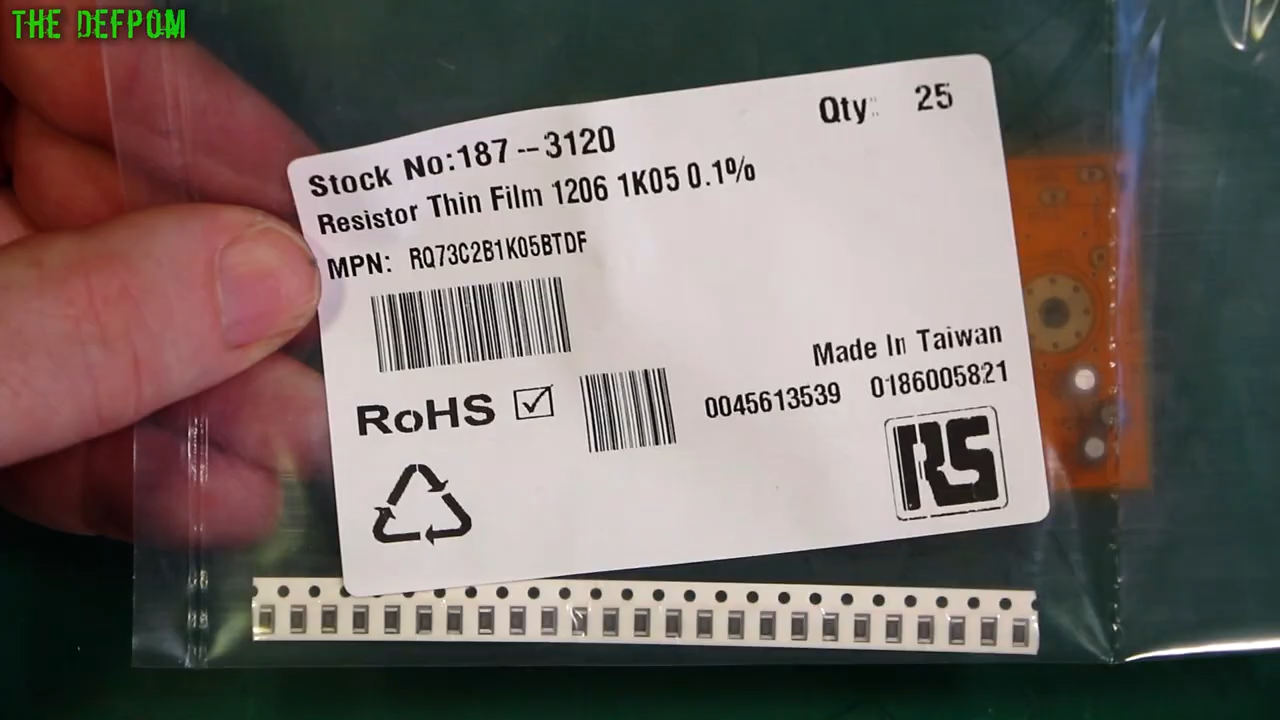 THE DEFPOM
Qty: 25
Stock No:187--3120
Resistor Thin Film 1206 1K05 0.1%
MPN: RQ73C2B1K05BTDF
Made In Taiwan
0045613539 0186005821
RoHS
RS